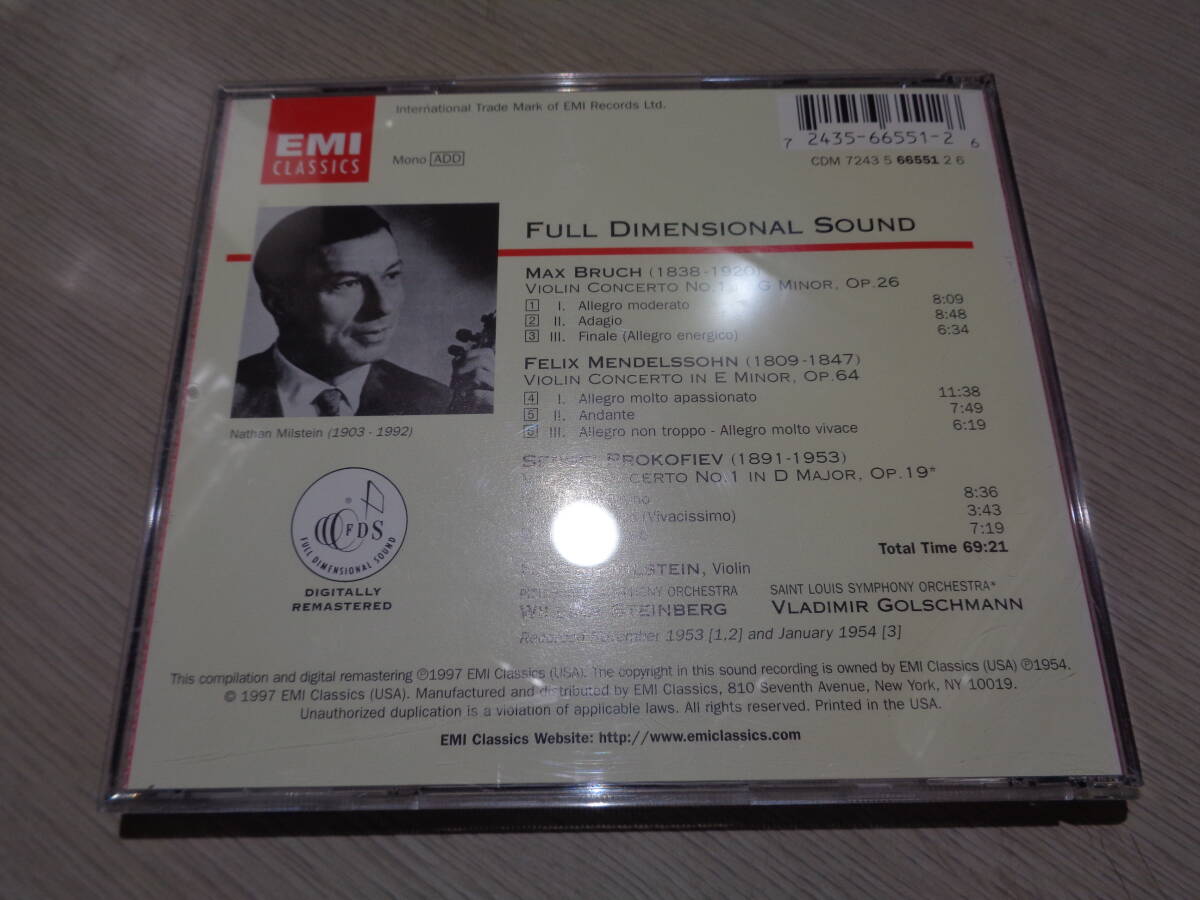 EMI
CLASSICS
International Trade Mark of EMI Records Ltd.
Mono ADD
7 2435-66551-2 6
CDM 7243 5 66551 2 6
FULL DIMENSIONAL SOUND
MAX BRUCH (1838-1920)
VIOLIN CONCERTO NO.1 G MINOR, OP.26
1 I. Allegro moderato 8:09
2 II. Adagio 8:48
3 III. Finale (Allegro energico) 6:34
FELIX MENDELSSOHN (1809-1847)
VIOLIN CONCERTO IN E MINOR, OP.64
4 I. Allegro molto apassionato 11:38
5 II. Andante 7:49
6 III. Allegro non troppo - Allegro molto vivace 6:19
PROKOFIEV (1891-1953)
NO.1 IN D MAJOR, OP.19*
8:36
(Vivacissimo) 3:43
7:19
Total Time 69:21
Nathan Milstein (1903 - 1992)
® FDS
FULL DIMENSIONAL SOUND
DIGITALLY
REMASTERED
MILSTEIN, Violin
ORCHESTRA SAINT LOUIS SYMPHONY ORCHESTRA*
STEINBERG VLADIMIR GOLSCHMANN
Recorded 1953 [1,2] and January 1954 [3]
This compilation and digital remastering ℗1997 EMI Classics (USA). The copyright in this sound recording is owned by EMI Classics (USA) ℗1954.
© 1997 EMI Classics (USA). Manufactured and distributed by EMI Classics, 810 Seventh Avenue, New York, NY 10019.
Unauthorized duplication is a violation of applicable laws. All rights reserved. Printed in the USA.
EMI Classics Website: http://www.emiclassics.com